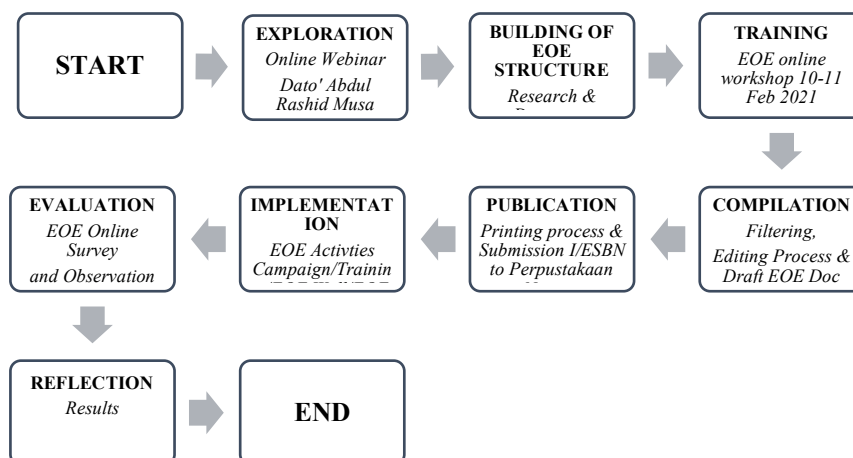 START
EXPLORATION
Online Webinar
Dato' Abdul
Rashid Musa
BUILDING OF
EOE
STRUCTURE
Research &
TRAINING
EOE online
workshop 10-11
Feb 2021
EVALUATION
EOE Online
Survey
and Observation
IMPLEMENTAT
ION
EOE Activties
Campaign/Trainin
PUBLICATION
Printing process &
Submission I/ESBN
to Perpustakaan
COMPILATION
Filtering,
Editing Process &
Draft EOE Doc
REFLECTION
Results
END